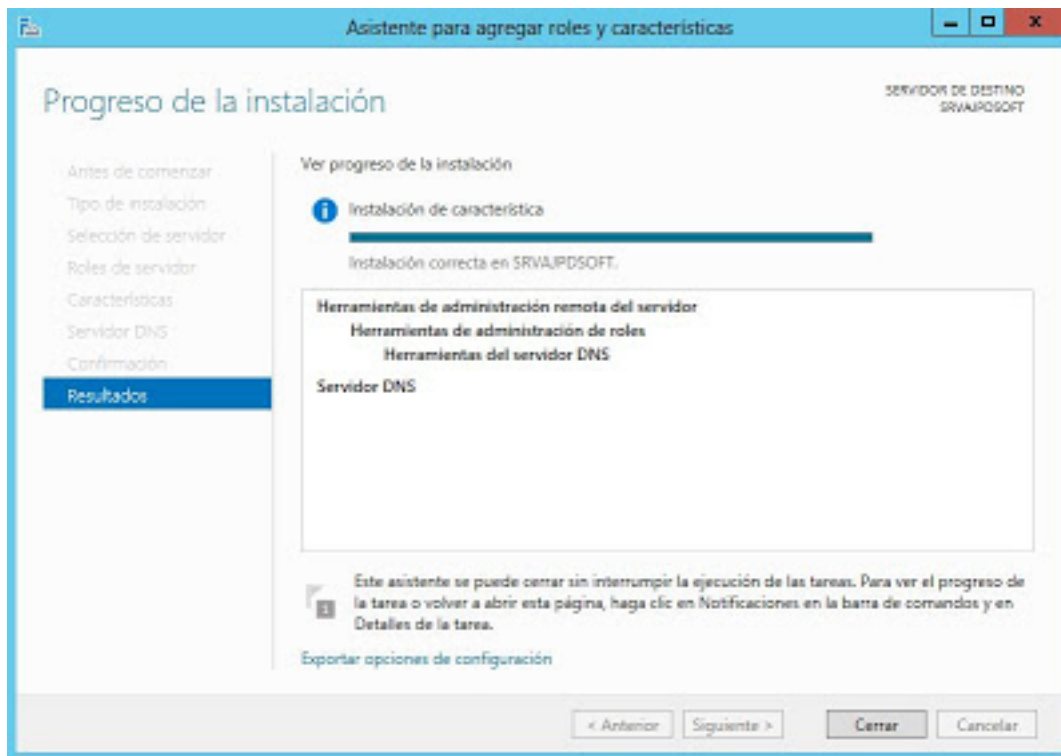 Asistente para agregar roles y características
Progreso de la instalación
SERVIDOR DE DESTINO
SRVAJPDSOFT
Antes de comenzar
Tipo de instalación
Selección de servidor
Roles de servidor
Características
Servidor DNS
Confirmación
Resultados
Ver progreso de la instalación
Instalación de característica
Instalación correcta en SRVAJPDSOFT.
Herramientas de administración remota del servidor
Herramientas de administración de roles
Herramientas del servidor DNS
Servidor DNS
1
Este asistente se puede cerrar sin interrumpir la ejecución de las tareas. Para ver el progreso de
la tarea o volver a abrir esta página, haga clic en Notificaciones en la barra de comandos y en
Detalles de la tarea.
Exportar opciones de configuración
< Anterior
Siguiente >
Cerrar
Cancelar